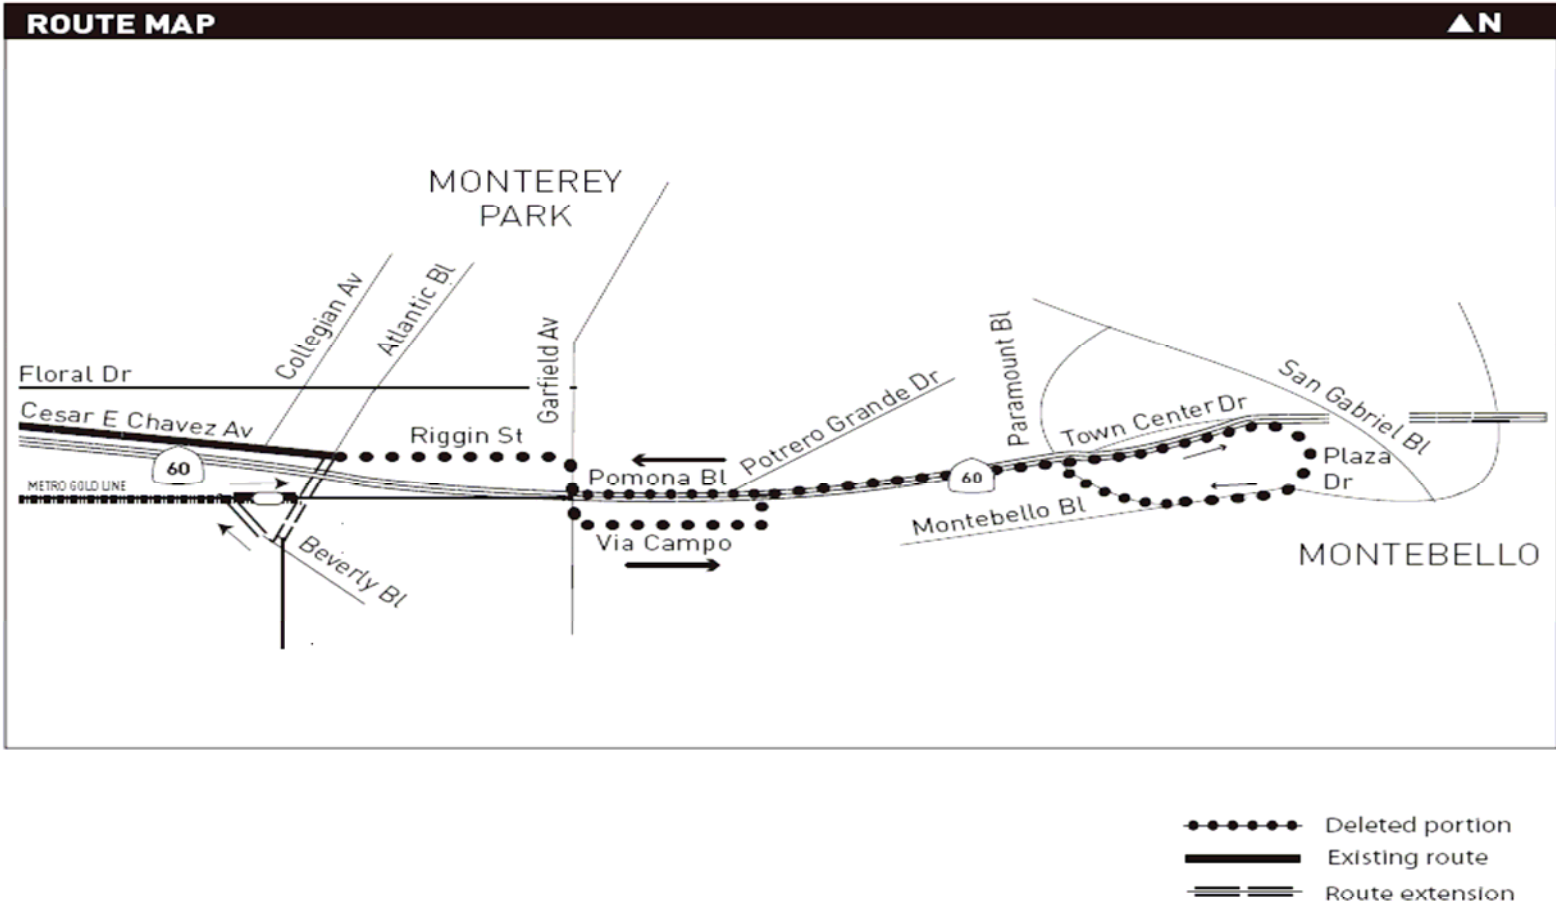 ROUTE MAP
N
MONTEREY
PARK
Collegian Av
Atlantic Bl
Garfield Av
Floral Dr
Cesar E Chavez Av
Riggin St
60
METRO GOLD LINE
Pomona Bl
Potrero Grande Dr
Paramount Bl
Town Center Dr
San Gabriel Bl
Plaza
Dr
60
Montebello Bl
Via Campo
Beverly Bl
MONTEBELLO
Deleted portion
Existing route
Route extension